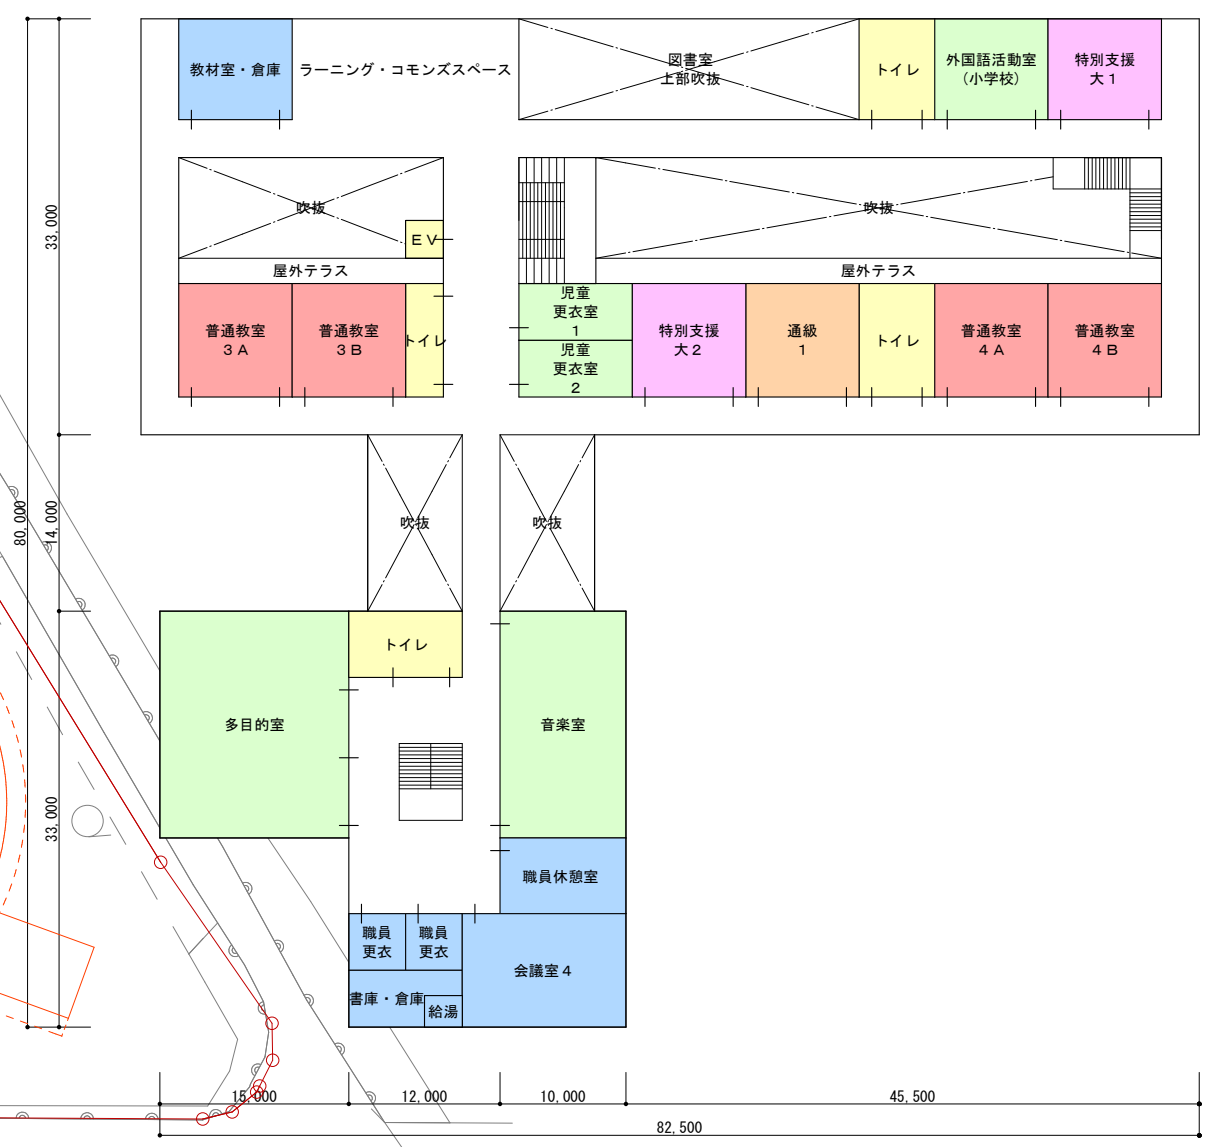 教材室・倉庫
ラーニング・コモンズスペース
図書室
上部吹抜
トイレ
外国語活動室
（小学校）
特別支援
大１
吹抜
ＥＶ
吹抜
屋外テラス
屋外テラス
普通教室
３Ａ
普通教室
３Ｂ
トイレ
児童
更衣室
１
児童
更衣室
２
特別支援
大２
通級
１
トイレ
普通教室
４Ａ
普通教室
４Ｂ
33,000
80,000
14,000
33,000
吹抜
吹抜
トイレ
多目的室
音楽室
職員休憩室
職員
更衣
職員
更衣
会議室４
書庫・倉庫
給湯
15,000
12,000
10,000
45,500
82,500